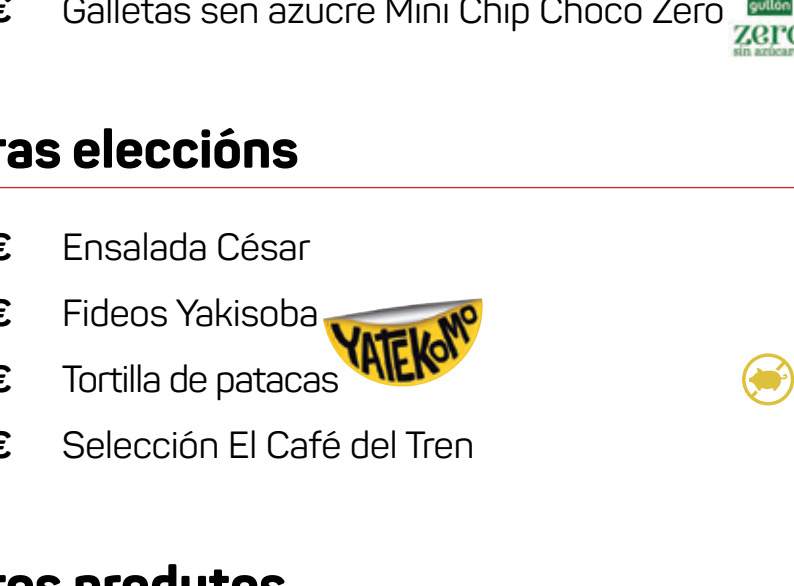 € Galletas sen azucre Mini Chip Choco Zero
gullón
zero
sin azúcar
ras eleccións
€ Ensalada César
€ Fideos Yakisoba
YATEKOMO
€ Tortilla de patacas
€ Selección El Café del Tren
produtos